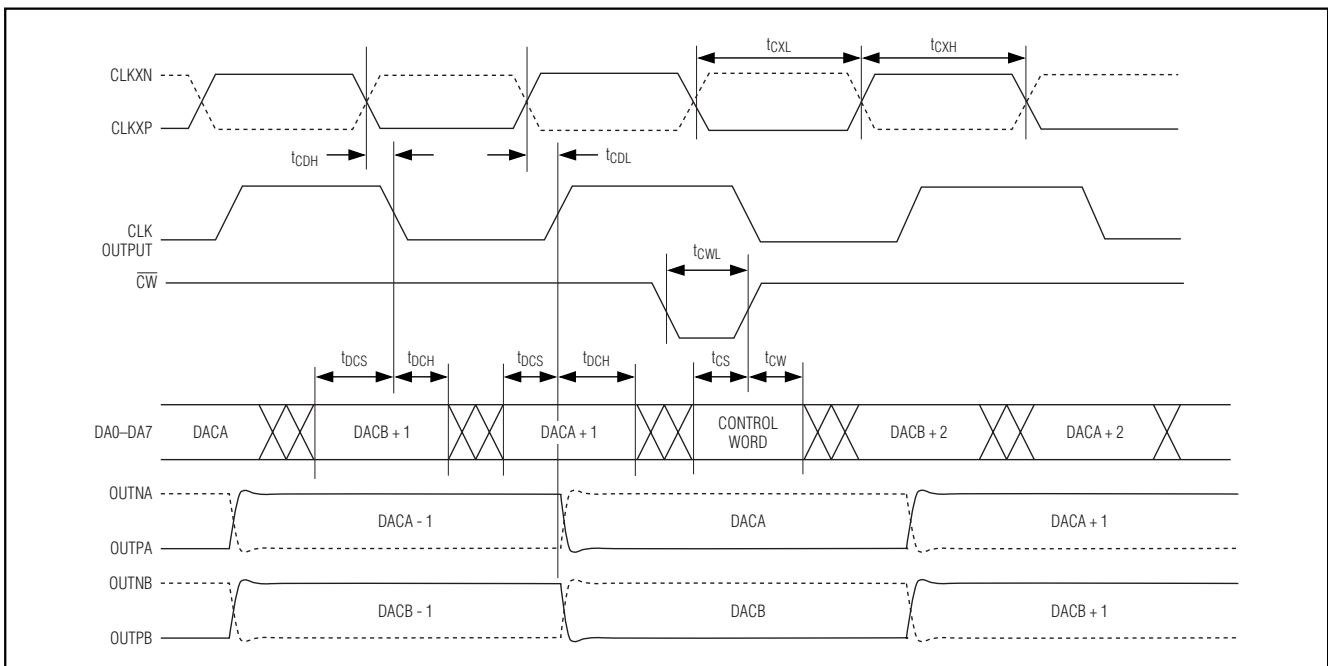 tCXL tCXH
CLKXN
CLKXP
tCDH tCDL
CLK
OUTPUT
tCWL
CW
tDCS tDCH tDCS tDCH tCS tCW
DA0–DA7 DACA DACB + 1 DACA + 1 CONTROL WORD DACB + 2 DACA + 2
OUTNA
DACA - 1 DACA DACA + 1
OUTPA
OUTNB
DACB - 1 DACB DACB + 1
OUTPB